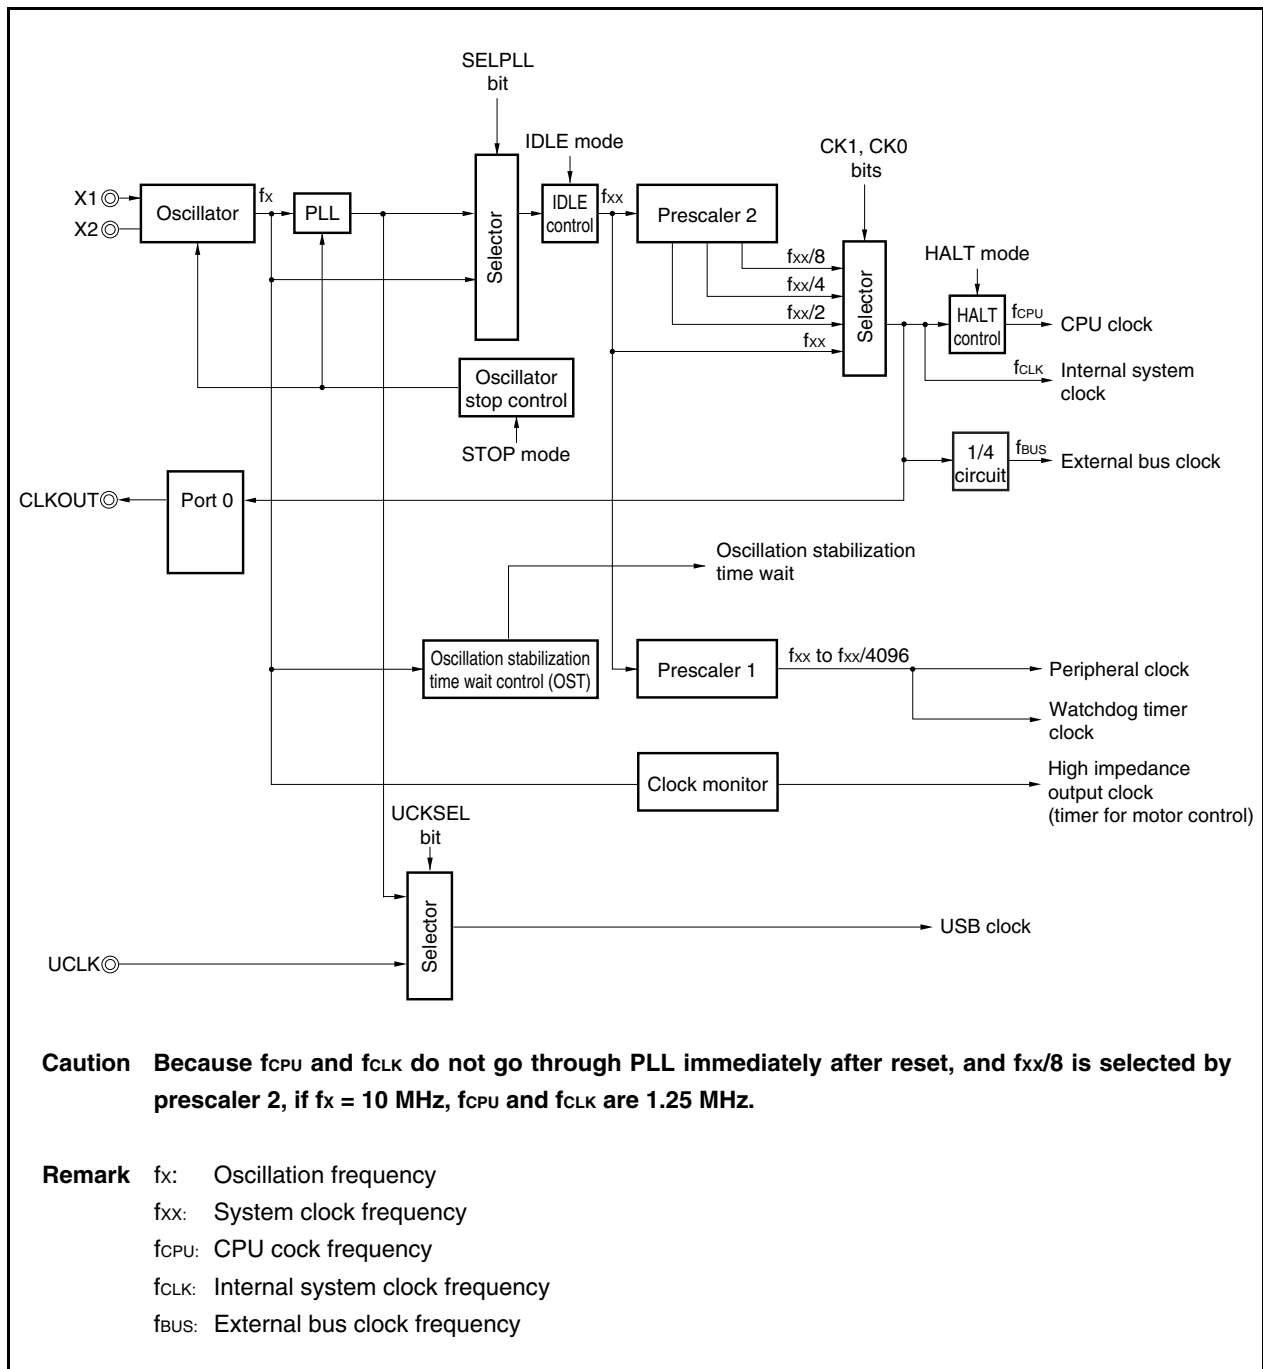 SELPLL
bit
IDLE mode
CK1, CK0
bits
X1
X2
Oscillator
fX
PLL
Selector
IDLE
control
fXX
Prescaler 2
fXX/8
fXX/4
fXX/2
fXX
Selector
HALT mode
HALT
control
fCPU
CPU clock
fCLK
Internal system
clock
Oscillator
stop control
STOP mode
1/4
circuit
fBUS
External bus clock
CLKOUT
Port 0
Oscillation stabilization
time wait
Oscillation stabilization
time wait control (OST)
Prescaler 1
fXX to fXX/4096
Peripheral clock
Watchdog timer
clock
Clock monitor
High impedance
output clock
(timer for motor control)
UCKSEL
bit
Selector
USB clock
UCLK
Caution Because fCPU and fCLK do not go through PLL immediately after reset, and fXX/8 is selected by
prescaler 2, if fX = 10 MHz, fCPU and fCLK are 1.25 MHz.
Remark fX: Oscillation frequency
fXX: System clock frequency
fCPU: CPU cock frequency
fCLK: Internal system clock frequency
fBUS: External bus clock frequency